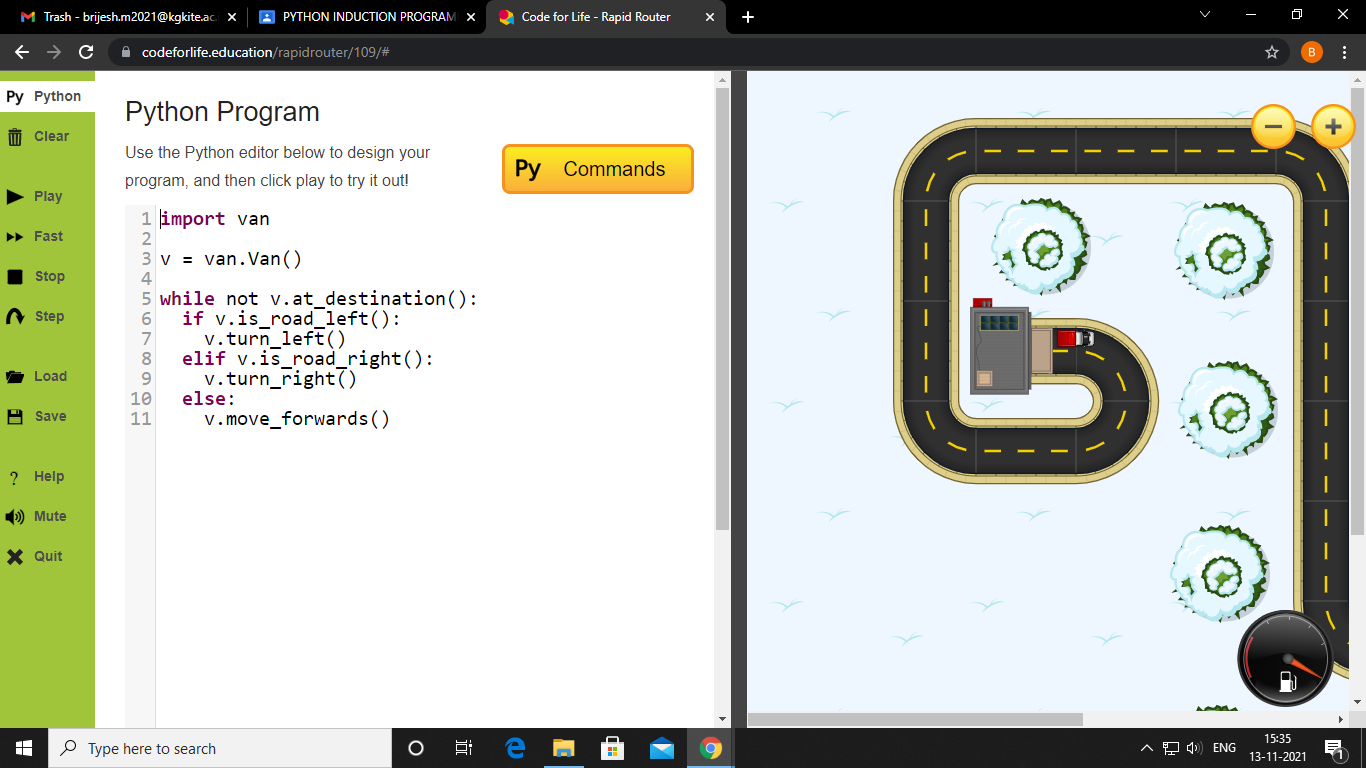 Trash - brijesh.m2021@kgkite.ac.
PYTHON INDUCTION PROGRAM
Code for Life - Rapid Router
codeforlife.education/rapidrouter/109/#
B
Py Python
Clear
Play
Fast
Stop
Step
Load
Save
? Help
Mute
Quit
Python Program
Use the Python editor below to design your
program, and then click play to try it out!
Py Commands
1 import van
2
3 v = van.Van()
4
5 while not v.at_destination():
6   if v.is_road_left():
7     v.turn_left()
8   elif v.is_road_right():
9     v.turn_right()
10   else:
11     v.move_forwards()
Type here to search
ENG
15:35
13-11-2021
1